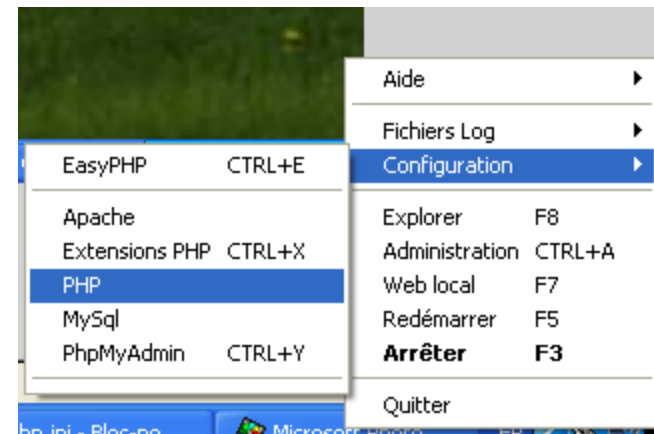 Aide
Fichiers Log
Configuration
Explorer F8
Administration CTRL+A
Web local F7
Redémarrer F5
Arrêter F3
Quitter
EasyPHP CTRL+E
Apache
Extensions PHP CTRL+X
PHP
MySql
PhpMyAdmin CTRL+Y